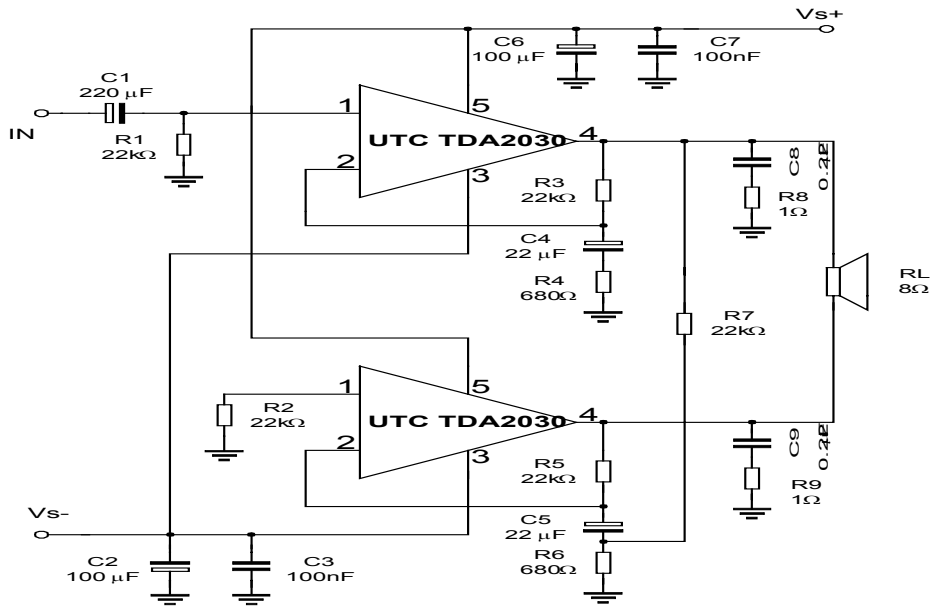 Vs+
C6
100 µF
C7
100nF
C1
220 µF
IN
R1
22kΩ
1
5
UTC TDA2030
4
2
3
R3
22kΩ
C4
22 µF
R4
680Ω
C8
R8
1Ω
RL
8Ω
R7
22kΩ
R2
22kΩ
1
5
UTC TDA2030
4
2
3
R5
22kΩ
C5
22 µF
R6
680Ω
C9
R9
1Ω
Vs-
C2
100 µF
C3
100nF